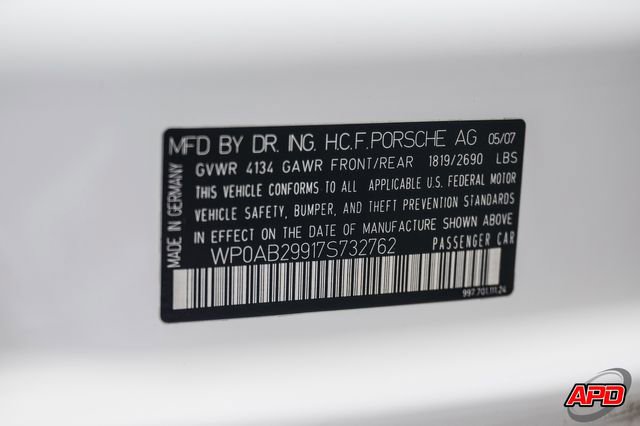 MFD BY DR. ING. H.C.F. PORSCHE AG 05/07
GVWR 4134 GAWR FRONT/REAR 1819/2690 LBS
THIS VEHICLE CONFORMS TO ALL APPLICABLE U.S. FEDERAL MOTOR
VEHICLE SAFETY, BUMPER, AND THEFT PREVENTION STANDARDS
IN EFFECT ON THE DATE OF MANUFACTURE SHOWN ABOVE
WP0AB29917S732762 PASSENGER CAR
MADE IN GERMANY
997.701.111.24
APD